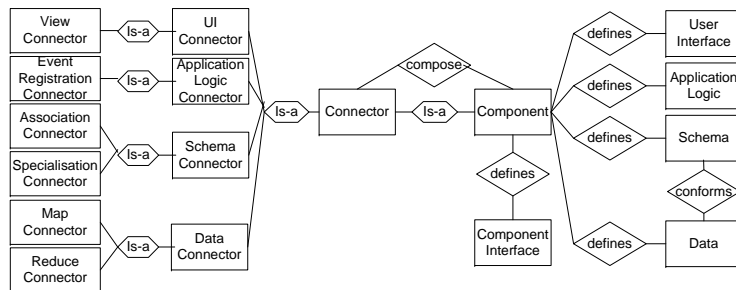 View
Connector
Is-a
UI
Connector
Event
Registration
Connector
Is-a
Application
Logic
Connector
Association
Connector
Specialisation
Connector
Is-a
Schema
Connector
Map
Connector
Reduce
Connector
Is-a
Data
Connector
Is-a
Connector
compose
Is-a
Component
defines
Component
Interface
defines
User
Interface
defines
Application
Logic
defines
Schema
conforms
defines
Data